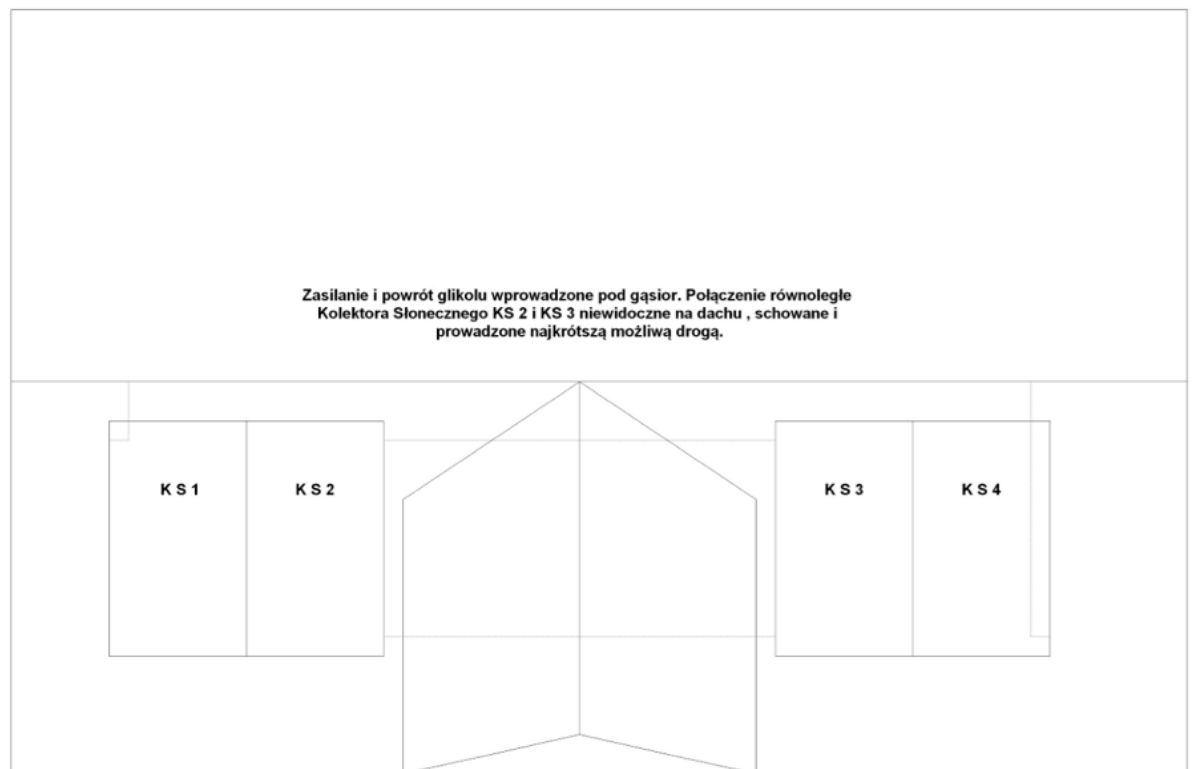 Zasilanie i powrót glikolu wprowadzone pod gąsior. Połączenie równoległe
Kolektora Słonecznego KS 2 i KS 3 niewidoczne na dachu , schowane i
prowadzone najkrótszą możliwą drogą.
K S 1
K S 2
K S 3
K S 4